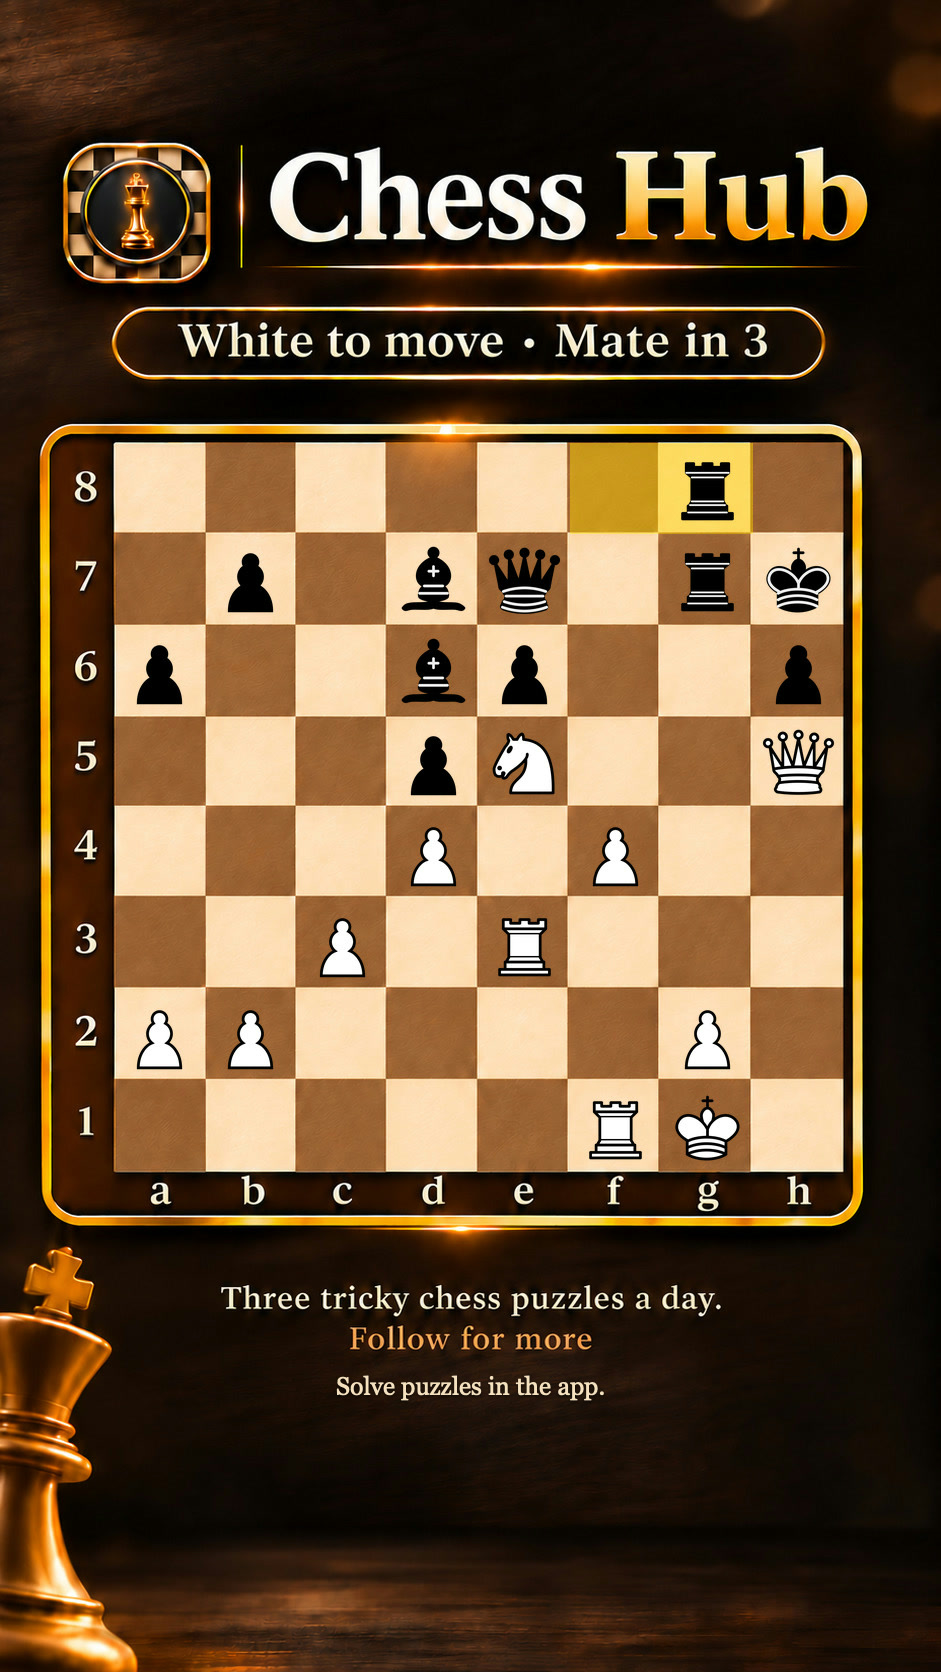 Chess Hub
White to move • Mate in 3
8
7
6
5
4
3
2
1
a b c d e f g h
Three tricky chess puzzles a day.
Follow for more
Solve puzzles in the app.